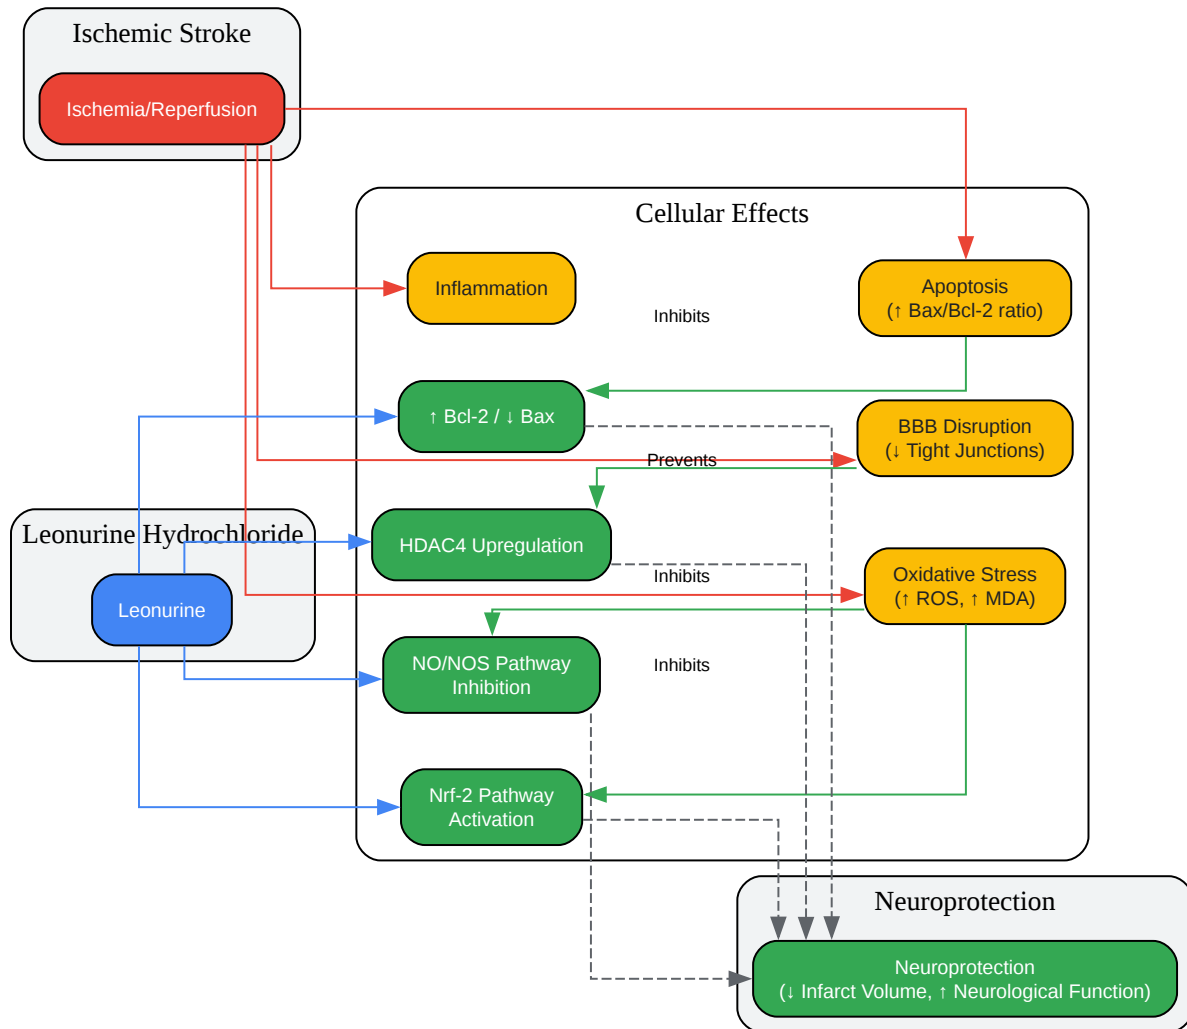 Ischemic Stroke
Ischemia/Reperfusion
Cellular Effects
Inflammation
Inhibits
Apoptosis
(↑ Bax/Bcl-2 ratio)
↑ Bcl-2 / ↓ Bax
BBB Disruption
(↓ Tight Junctions)
Prevents
Leonurine Hydrochloride
Leonurine
HDAC4 Upregulation
Inhibits
Oxidative Stress
(↑ ROS, ↑ MDA)
NO/NOS Pathway
Inhibition
Inhibits
Nrf-2 Pathway
Activation
Neuroprotection
Neuroprotection
(↓ Infarct Volume, ↑ Neurological Function)